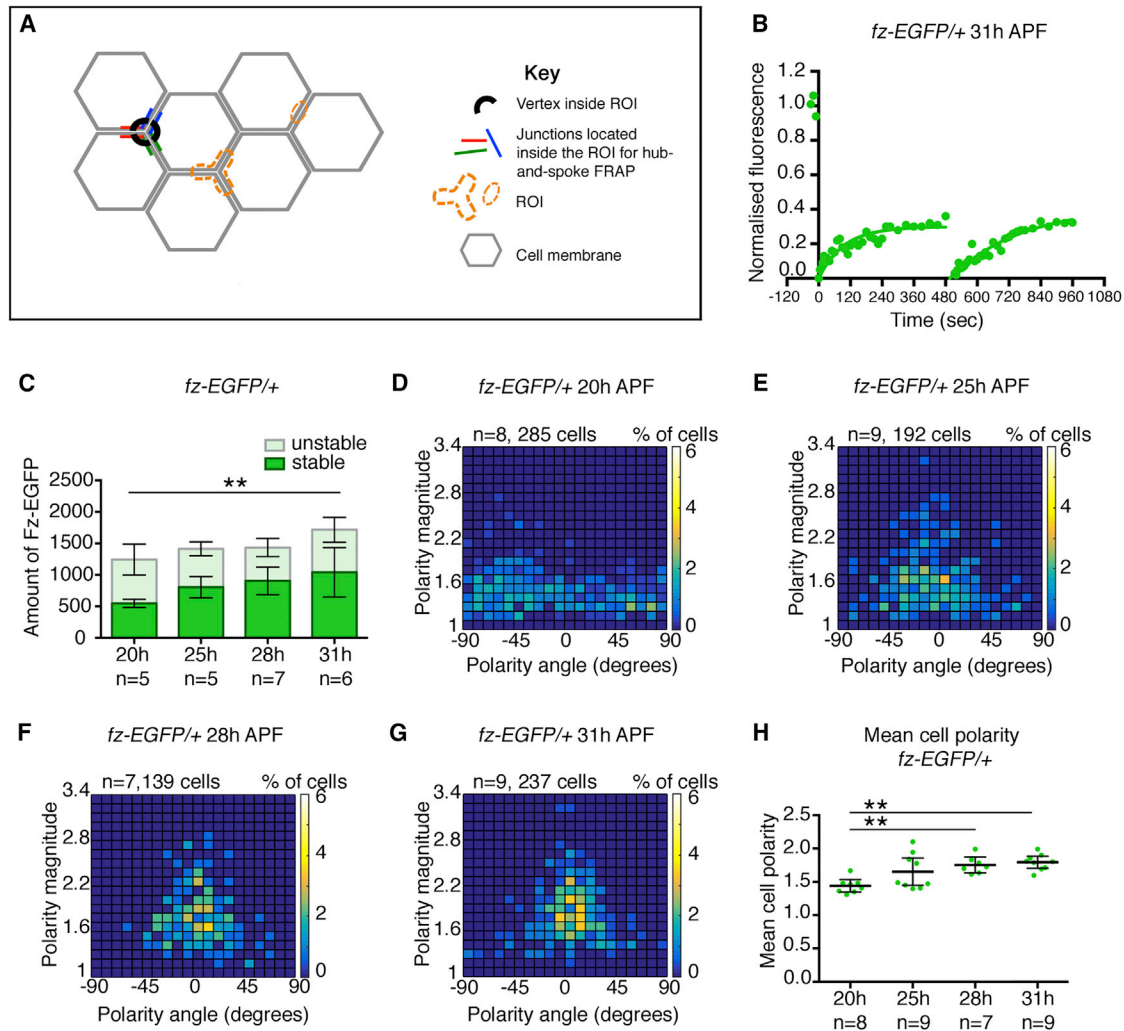 A
Key
Vertex inside ROI
Junctions located
inside the ROI for hub-
and-spoke FRAP
ROI
Cell membrane
B
fz-EGFP/+ 31h APF
Normalised fluorescence
1.2
1.0
0.8
0.6
0.4
0.2
0.0
-120 0 120 240 360 480 600 720 840 960 1080
Time (sec)
C
fz-EGFP/+
unstable
stable
**
Amount of Fz-EGFP
2500
2000
1500
1000
500
0
20h 25h 28h 31h
n=5 n=5 n=7 n=6
D
fz-EGFP/+ 20h APF
n=8, 285 cells % of cells
Polarity magnitude
3.4
2.8
2.2
1.6
1
6
4
2
0
-90 -45 0 45 90
Polarity angle (degrees)
E
fz-EGFP/+ 25h APF
n=9, 192 cells % of cells
Polarity magnitude
3.4
2.8
2.2
1.6
1
6
4
2
0
-90 -45 0 45 90
Polarity angle (degrees)
F
fz-EGFP/+ 28h APF
n=7,139 cells % of cells
Polarity magnitude
3.4
2.8
2.2
1.6
1
6
4
2
0
-90 -45 0 45 90
Polarity angle (degrees)
G
fz-EGFP/+ 31h APF
n=9, 237 cells % of cells
Polarity magnitude
3.4
2.8
2.2
1.6
1
6
4
2
0
-90 -45 0 45 90
Polarity angle (degrees)
H
Mean cell polarity
fz-EGFP/+
**
**
Mean cell polarity
2.5
2.0
1.5
1.0
0.5
0.0
20h 25h 28h 31h
n=8 n=9 n=7 n=9